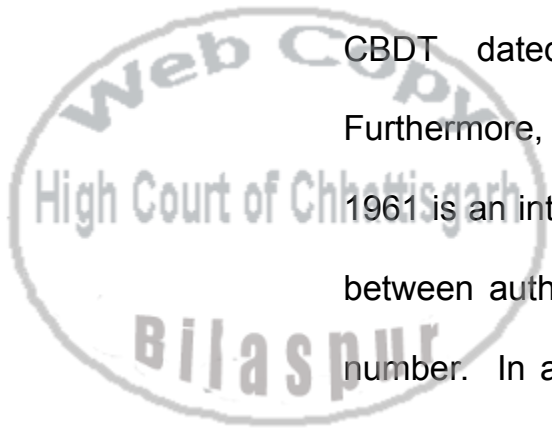 Web Copy
High Court of Chhattisgarh
Bilaspur
CBDT dated
Furthermore,
1961 is an int
between auth
number. In a